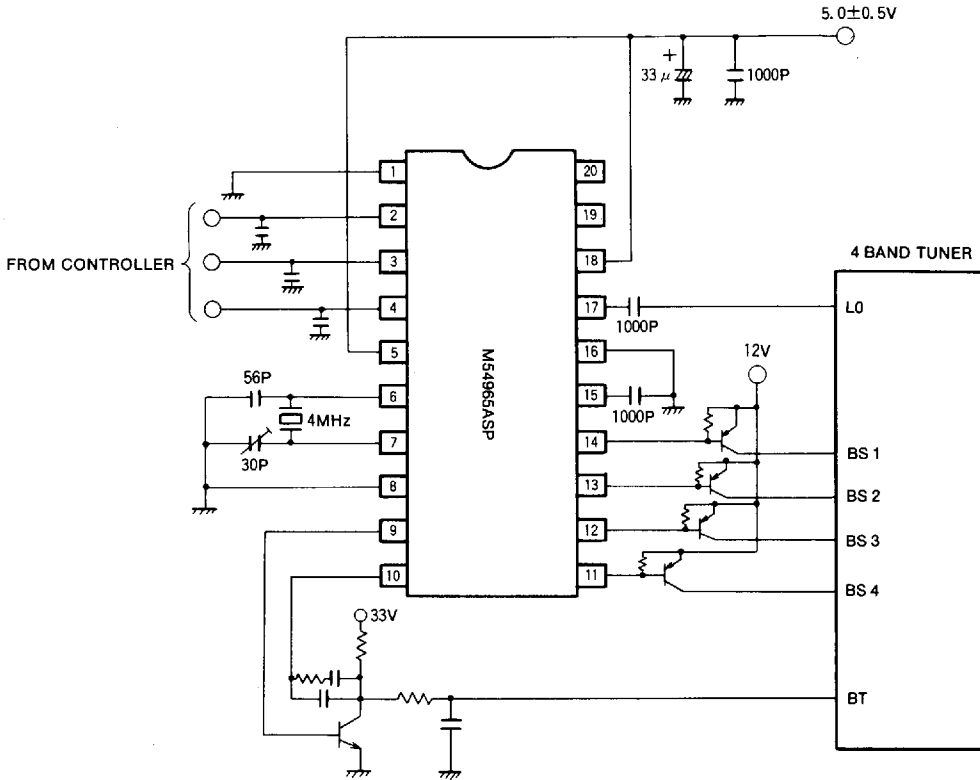 5.0±0.5V
+
33μ
1000P
1
20
2
19
FROM CONTROLLER
3
18
4 BAND TUNER
4
17
1000P
LO
5
16
12V
56P
6
15
1000P
4MHz
M54965ASP
7
14
BS 1
30P
8
13
BS 2
9
12
BS 3
10
11
BS 4
33V
BT